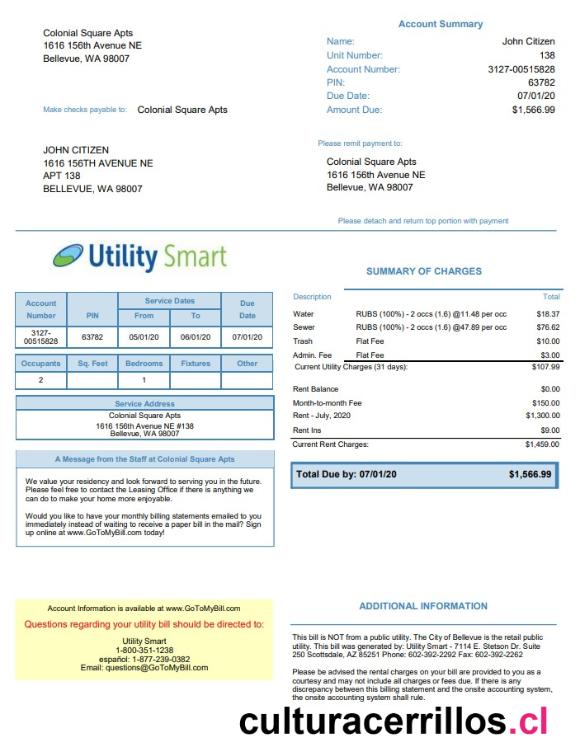 Colonial Square Apts
1616 156th Avenue NE
Bellevue, WA 98007
Account Summary
Name: John Citizen
Unit Number: 138
Account Number: 3127-00515828
PIN: 63782
Due Date: 07/01/20
Amount Due: $1,566.99
Make checks payable to: Colonial Square Apts
Please remit payment to:
JOHN CITIZEN
1616 156TH AVENUE NE
APT 138
BELLEVUE, WA 98007
Colonial Square Apts
1616 156th Avenue NE
Bellevue, WA 98007
Please detach and return top portion with payment
Utility Smart
Account Number PIN Service Dates From To Due Date
3127-00515828 63782 05/01/20 06/01/20 07/01/20
Occupants Sq. Feet Bedrooms Fixtures Other
2 1
Service Address
Colonial Square Apts
1616 156th Avenue NE #138
Bellevue, WA 98007
A Message from the Staff at Colonial Square Apts
We value your residency and look forward to serving you in the future.
Please feel free to contact the Leasing Office if there is anything we
can do to make your home more enjoyable.
Would you like to have your monthly billing statements emailed to you
immediately instead of waiting to receive a paper bill in the mail? Sign
up online at www.GoToMyBill.com today!
SUMMARY OF CHARGES
Description Total
Water RUBS (100%) - 2 occs (1.6) @11.48 per occ $18.37
Sewer RUBS (100%) - 2 occs (1.6) @47.89 per occ $76.62
Trash Flat Fee $10.00
Admin. Fee Flat Fee $3.00
Current Utility Charges (31 days): $107.99
Rent Balance $0.00
Month-to-month Fee $150.00
Rent - July, 2020 $1,300.00
Rent Ins $9.00
Current Rent Charges: $1,459.00
Total Due by: 07/01/20 $1,566.99
Account Information is available at www.GoToMyBill.com
Questions regarding your utility bill should be directed to:
Utility Smart
1-800-351-1238
español: 1-877-239-0382
Email: questions@GoToMyBill.com
ADDITIONAL INFORMATION
This bill is NOT from a public utility. The City of Bellevue is the retail public
utility. This bill was generated by: Utility Smart - 7114 E. Stetson Dr. Suite
250 Scottsdale, AZ 85251 Phone: 602-392-2292 Fax: 602-392-2262
Please be advised the rental charges on your bill are provided to you as a
courtesy and may not include all charges or fees due. If there is any
discrepancy between this billing statement and the onsite accounting system,
the onsite accounting system shall rule.
culturacerrillos.cl